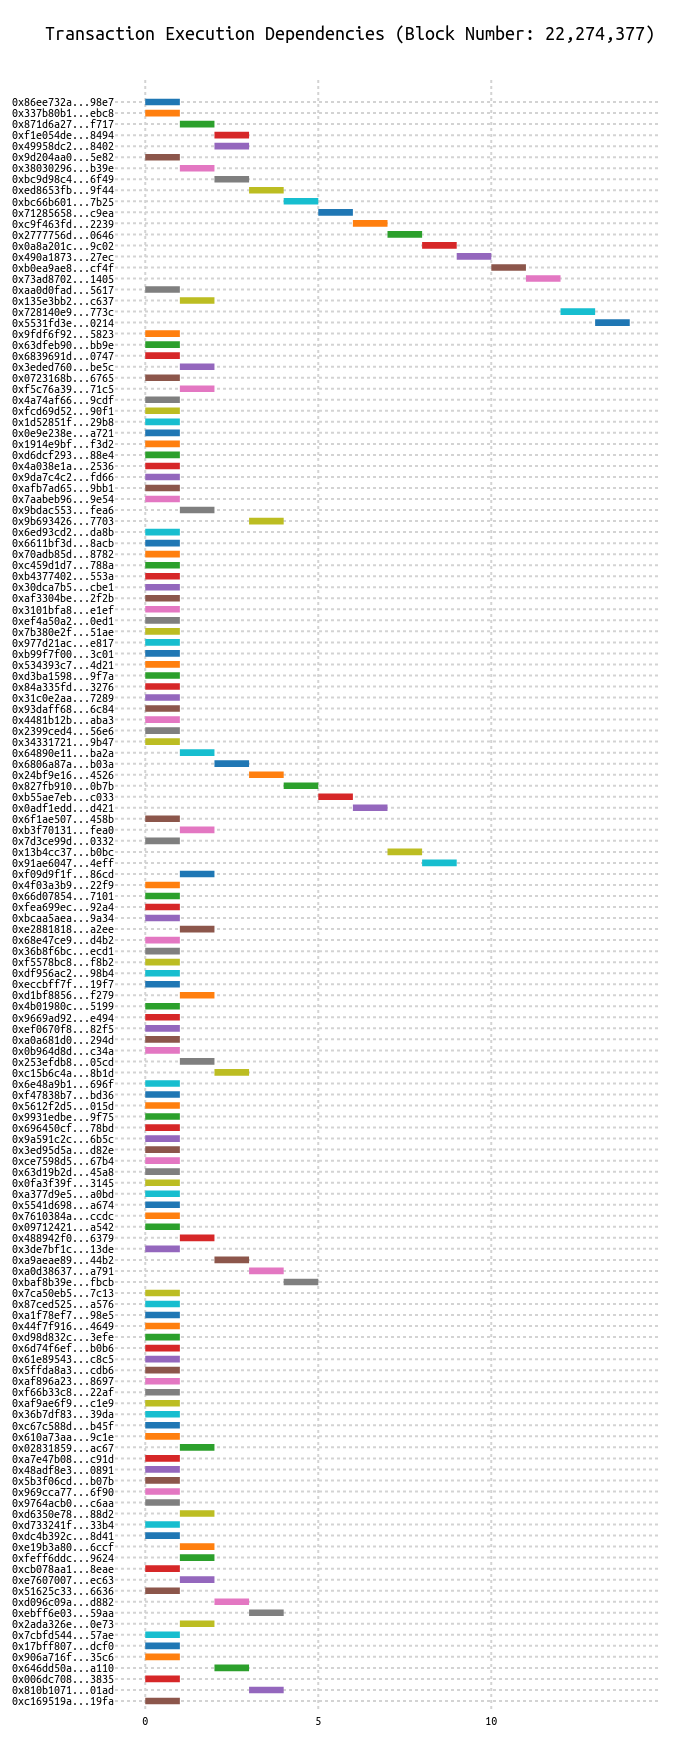 Transaction Execution Dependencies (Block Number: 22,274,377)
0x86ee732a...98e7
0x337b80b1...ebc8
0x871d6a27...f717
0xf1e054de...8494
0x49958dc2...8402
0x9d204aa0...5e82
0x38030296...b39e
0xbc9d98c4...6f49
0xed8653fb...9f44
0xbc66b601...7b25
0x71285658...c9ea
0xc9f463fd...2239
0x2777756d...0646
0x0a8a201c...9c02
0x490a1873...27ec
0xb0ea9ae8...cf4f
0x73ad8702...1405
0xaa0d0fad...5617
0x135e3bb2...c637
0x728140e9...773c
0x5531fd3e...0214
0x9fdf6f92...5823
0x63dfeb90...bb9e
0x6839691d...0747
0x3eded760...be5c
0x0723168b...6765
0xf5c76a39...71c5
0x4a74af66...9cdf
0xfcd69d52...90f1
0x1d52851f...29b8
0x0e9e238e...a721
0x1914e9bf...f3d2
0xd6dcf293...88e4
0x4a038e1a...2536
0x9da7c4c2...fd66
0xafb7ad65...9bb1
0x7aabeb96...9e54
0x9bdac553...fea6
0x9b693426...7703
0x6ed93cd2...da8b
0x6611bf3d...8acb
0x70adb85d...8782
0xc459d1d7...788a
0xb4377402...553a
0x30dca7b5...cbe1
0xaf3304be...2f2b
0x3101bfa8...e1ef
0xef4a50a2...0ed1
0x7b380e2f...51ae
0x977d21ac...e817
0xb99f7f00...3c01
0x534393c7...4d21
0xd3ba1598...9f7a
0x84a335fd...3276
0x31c0e2aa...7289
0x93daff68...6c84
0x4481b12b...aba3
0x2399ced4...56e6
0x34331721...9b47
0x64890e11...ba2a
0x6806a87a...b03a
0x24bf9e16...4526
0x827fb910...0b7b
0xb55ae7eb...c033
0x0adf1edd...d421
0x6f1ae507...458b
0xb3f70131...fea0
0x7d3ce99d...0332
0x13b4cc37...b0bc
0x91ae6047...4eff
0xf09d9f1f...86cd
0x4f03a3b9...22f9
0x66d07854...7101
0xfea699ec...92a4
0xbcaa5aea...9a34
0xe2881818...a2ee
0x68e47ce9...d4b2
0x36b8f6bc...ecd1
0xf5578bc8...f8b2
0xdf956ac2...98b4
0xeccbff7f...19f7
0xd1bf8856...f279
0x4b01980c...5199
0x9669ad92...e494
0xef0670f8...82f5
0xa0a681d0...294d
0x0b964d8d...c34a
0x253efdb8...05cd
0xc15b6c4a...8b1d
0x6e48a9b1...696f
0xf47838b7...bd36
0x5612f2d5...015d
0x9931edbe...9f75
0x696450cf...78bd
0x9a591c2c...6b5c
0x3ed95d5a...d82e
0xce7598d5...67b4
0x63d19b2d...45a8
0x0fa3f39f...3145
0xa377d9e5...a0bd
0x5541d698...a674
0x7610384a...ccdc
0x09712421...a542
0x488942f0...6379
0x3de7bf1c...13de
0xa9aeae89...44b2
0xa0d38637...a791
0xbaf8b39e...fbcb
0x7ca50eb5...7c13
0x87ced525...a576
0xa1f78ef7...98e5
0x44f7f916...4649
0xd98d832c...3efe
0x6d74f6ef...b0b6
0x61e89543...c8c5
0x5ffda8a3...cdb6
0xaf896a23...8697
0xf66b33c8...22af
0xaf9ae6f9...c1e9
0x36b7df83...39da
0xc67c588d...b45f
0x610a73aa...9c1e
0x02831859...ac67
0xa7e47b08...c91d
0x48adf8e3...0891
0x5b3f06cd...b07b
0x969cca77...6f90
0x9764acb0...c6aa
0xd6350e78...88d2
0xd733241f...33b4
0xdc4b392c...8d41
0xe19b3a80...6ccf
0xfeff6ddc...9624
0xcb078aa1...8eae
0xe7607007...ec63
0x51625c33...6636
0xd096c09a...d882
0xebff6e03...59aa
0x2ada326e...0e73
0x7cbfd544...57ae
0x17bff807...dcf0
0x906a716f...35c6
0x646dd50a...a110
0x006dc708...3835
0x810b1071...01ad
0xc169519a...19fa
0 5 10